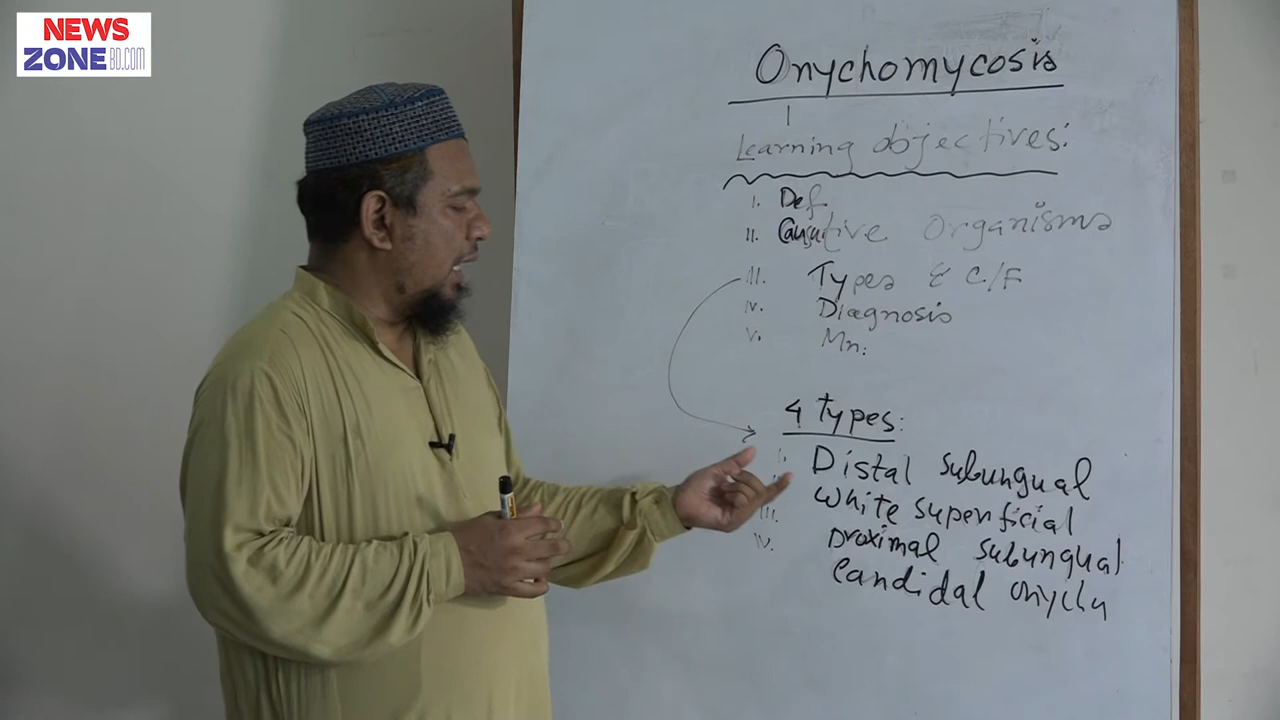 NEWS
ZONEBD.COM
Onychomycosis
Learning objectives:
I. Def
II. Causative Organisms
III. Types & C/F
IV. Diagnosis
V. Mn:
4 types:
i. Distal subungual
white superficial
III. proximal subungual
IV. Candidal onych